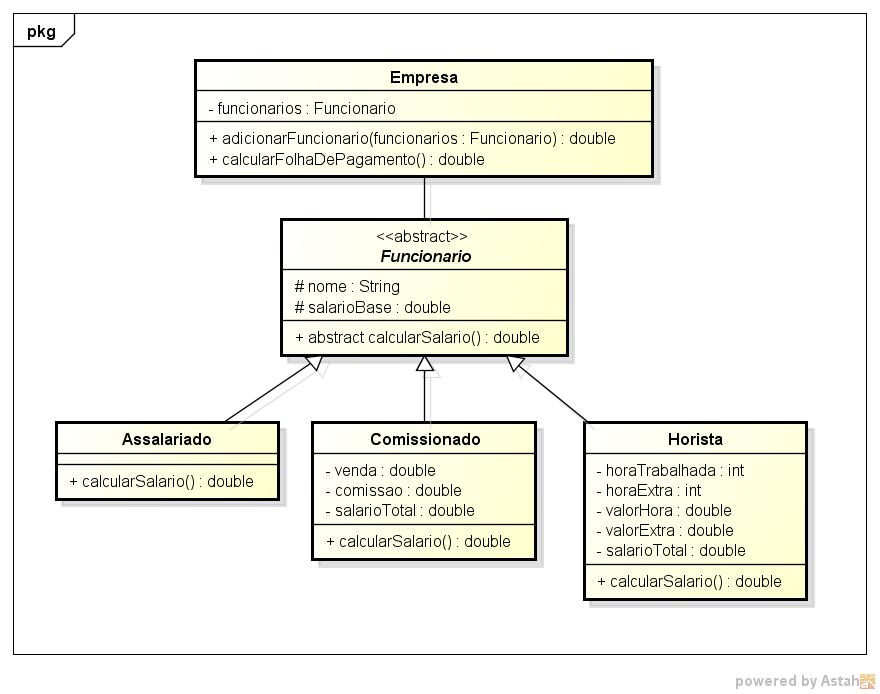 pkg
Empresa
- funcionarios : Funcionario
+ adicionarFuncionario(funcionarios : Funcionario) : double
+ calcularFolhaDePagamento() : double
<<abstract>>
Funcionario
# nome : String
# salarioBase : double
+ abstract calcularSalario() : double
Assalariado
+ calcularSalario() : double
Comissionado
- venda : double
- comissao : double
- salarioTotal : double
+ calcularSalario() : double
Horista
- horaTrabalhada : int
- horaExtra : int
- valorHora : double
- valorExtra : double
- salarioTotal : double
+ calcularSalario() : double
powered by Astah